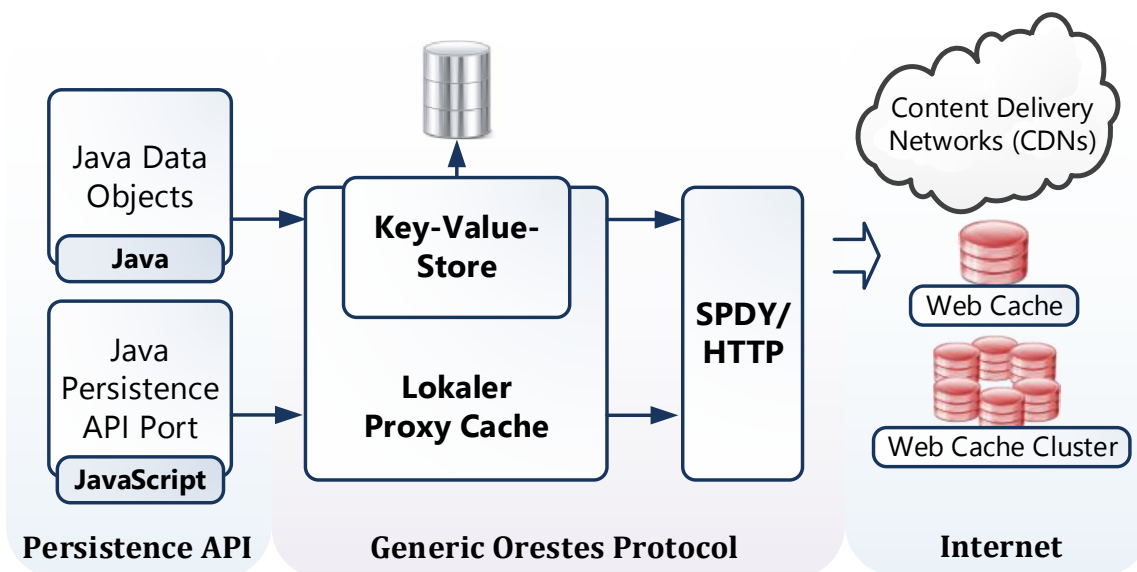 Java Data
Objects
Java
Java
Persistence
API Port
JavaScript
Persistence API
Key-Value-
Store
Lokaler
Proxy Cache
SPDY/
HTTP
Generic Orestes Protocol
Content Delivery
Networks (CDNs)
Web Cache
Web Cache Cluster
Internet